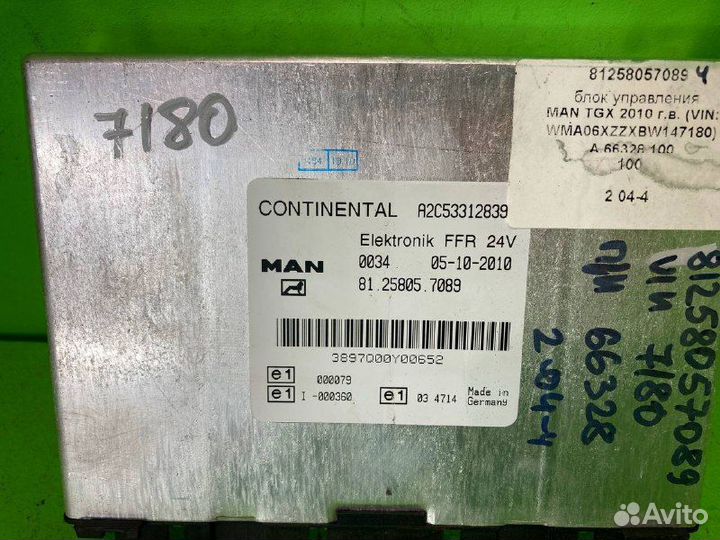 7180
812580570894
блок управления
MAN TGX 2010 г.в. (VIN:
WMA06XZZXBW147180)
A 66328 100
100
2 04-4
CONTINENTAL A2C53312839
Elektronik FFR 24V
MAN 0034 05-10-2010
81.25805.7089
3897Q00Y00652
e1 000079
e1 I -000360 e1 03 4714 Made in
Germany
81258057089
VIN 7180
п/н 66328
2-04-4
Avito